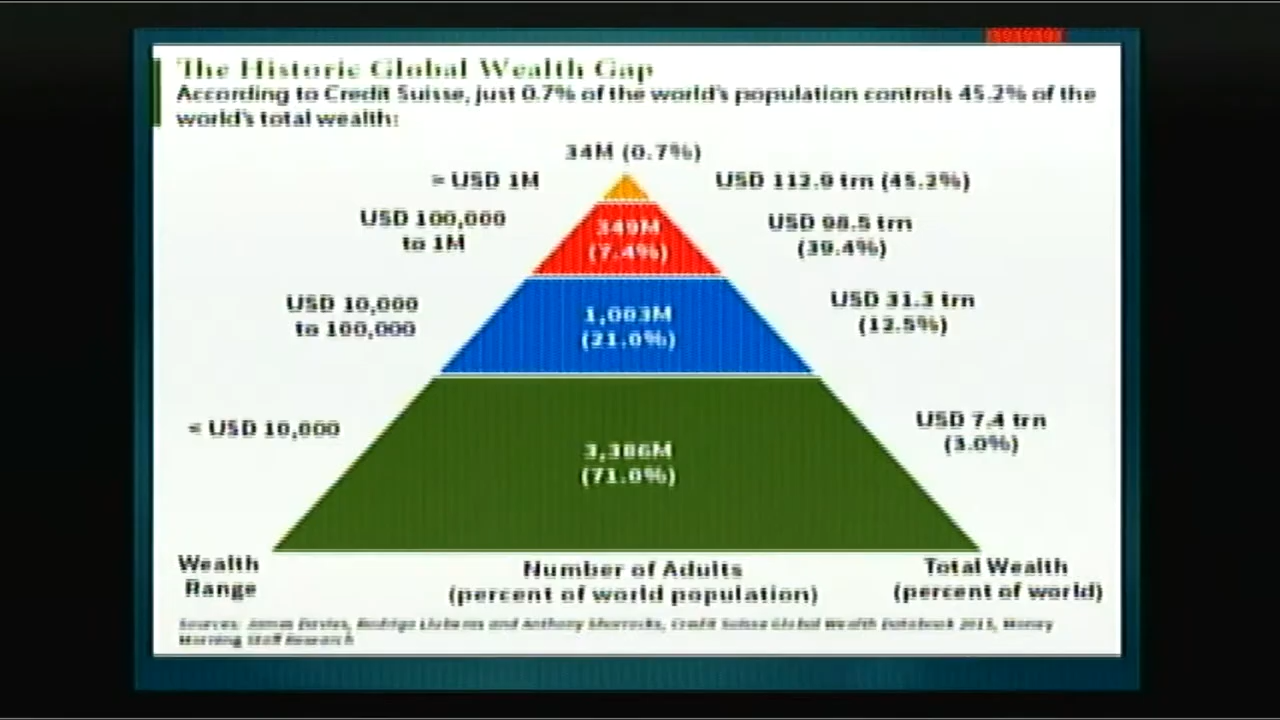 The Historic Global Wealth Gap
According to Credit Suisse, just 0.7% of the world's population controls 45.2% of the
world's total wealth:
34M (0.7%)
USD 1M
USD 112.9 trn (45.2%)
USD 100,000
to 1M
349M
(7.4%)
USD 98.5 trn
(39.4%)
USD 10,000
to 100,000
1,003M
(21.0%)
USD 31.3 trn
(12.5%)
< USD 10,000
3,386M
(71.0%)
USD 7.4 trn
(3.0%)
Wealth
Range
Number of Adults
(percent of world population)
Total Wealth
(percent of world)
Sources: James Davies, Rodrigo Lluberas and Anthony Shorrocks, Credit Suisse Global Wealth Databook 2015, Money
Morning Staff Research